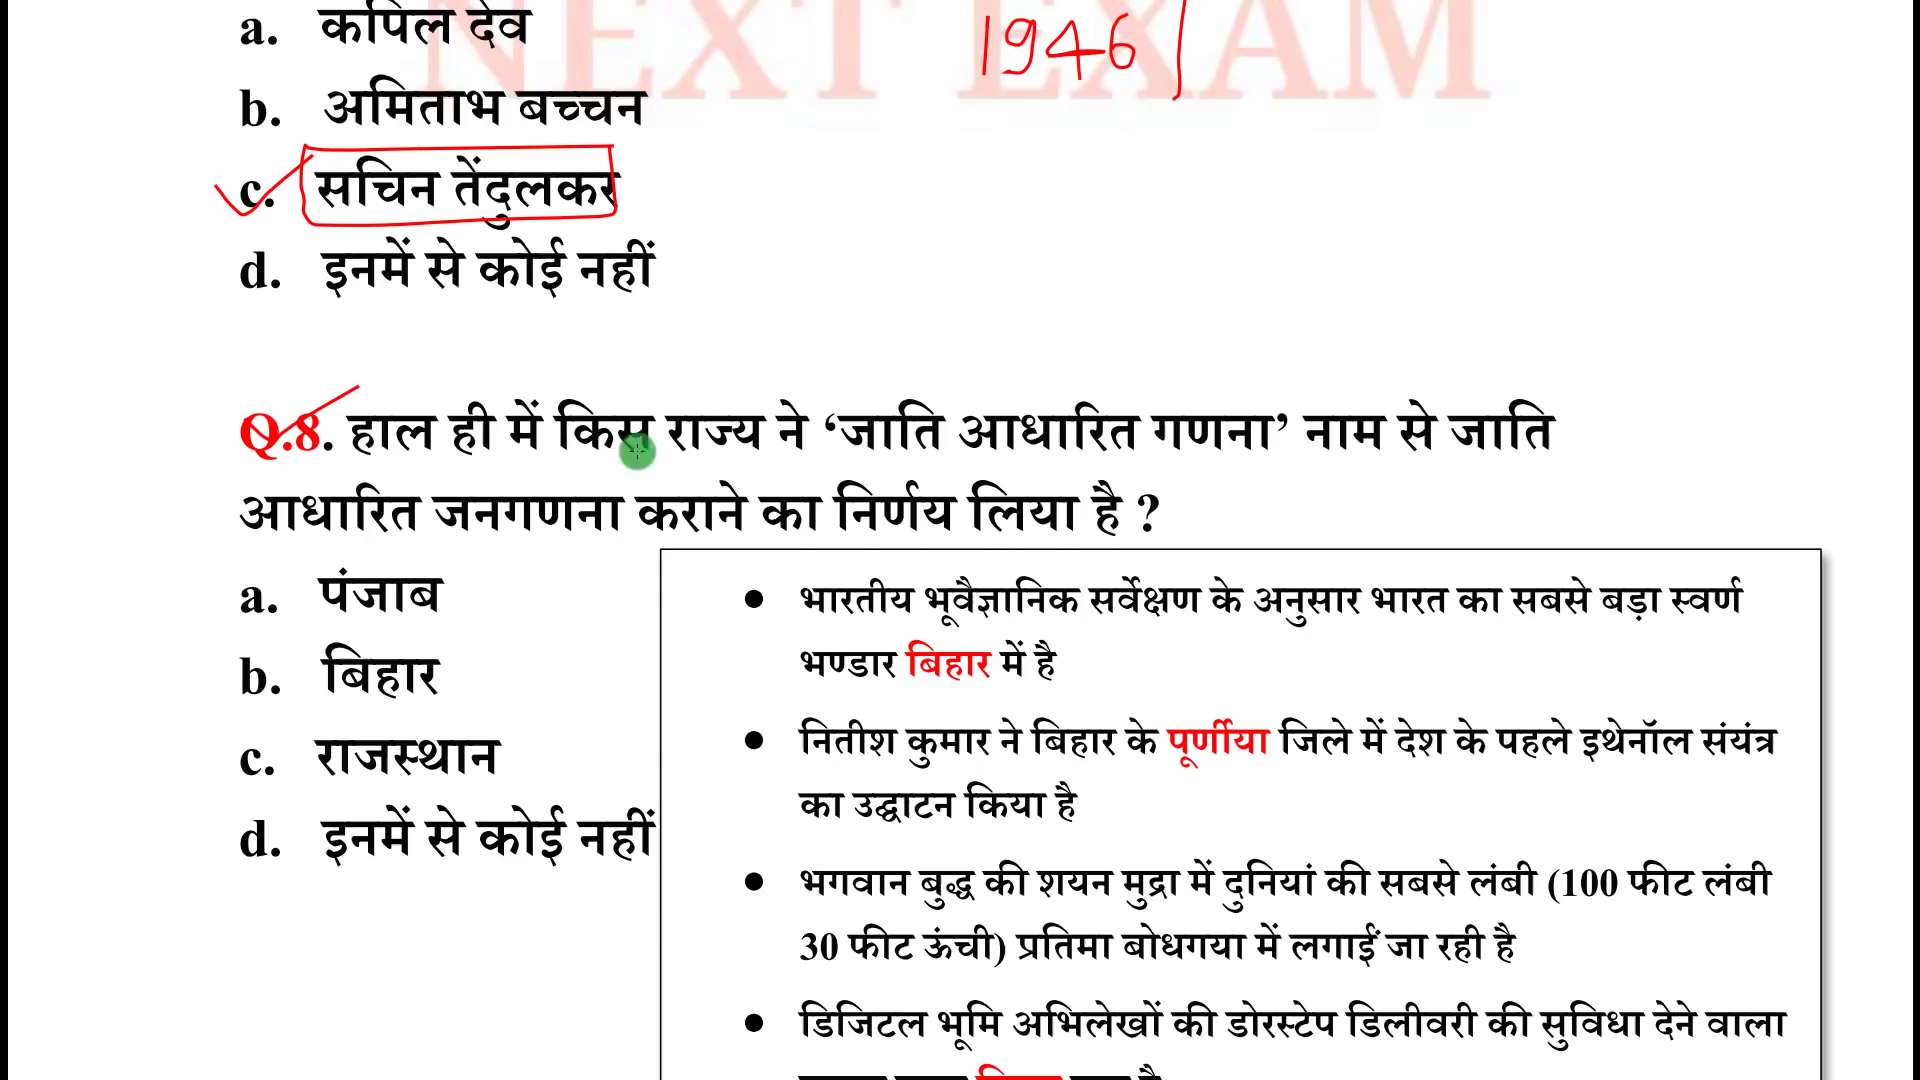 a. कपिल देव
1946
NEXT EXAM
b. अमिताभ बच्चन
c. सचिन तेंदुलकर
d. इनमें से कोई नहीं
Q.8. हाल ही में किस राज्य ने ‘जाति आधारित गणना’ नाम से जाति
आधारित जनगणना कराने का निर्णय लिया है ?
a. पंजाब
b. बिहार
c. राजस्थान
d. इनमें से कोई नहीं
● भारतीय भूवैज्ञानिक सर्वेक्षण के अनुसार भारत का सबसे बड़ा स्वर्ण
भण्डार बिहार में है
● नितीश कुमार ने बिहार के पूर्णीया जिले में देश के पहले इथेनॉल संयंत्र
का उद्घाटन किया है
● भगवान बुद्ध की शयन मुद्रा में दुनियां की सबसे लंबी (100 फीट लंबी
30 फीट ऊंची) प्रतिमा बोधगया में लगाई जा रही है
● डिजिटल भूमि अभिलेखों की डोरस्टेप डिलीवरी की सुविधा देने वाला